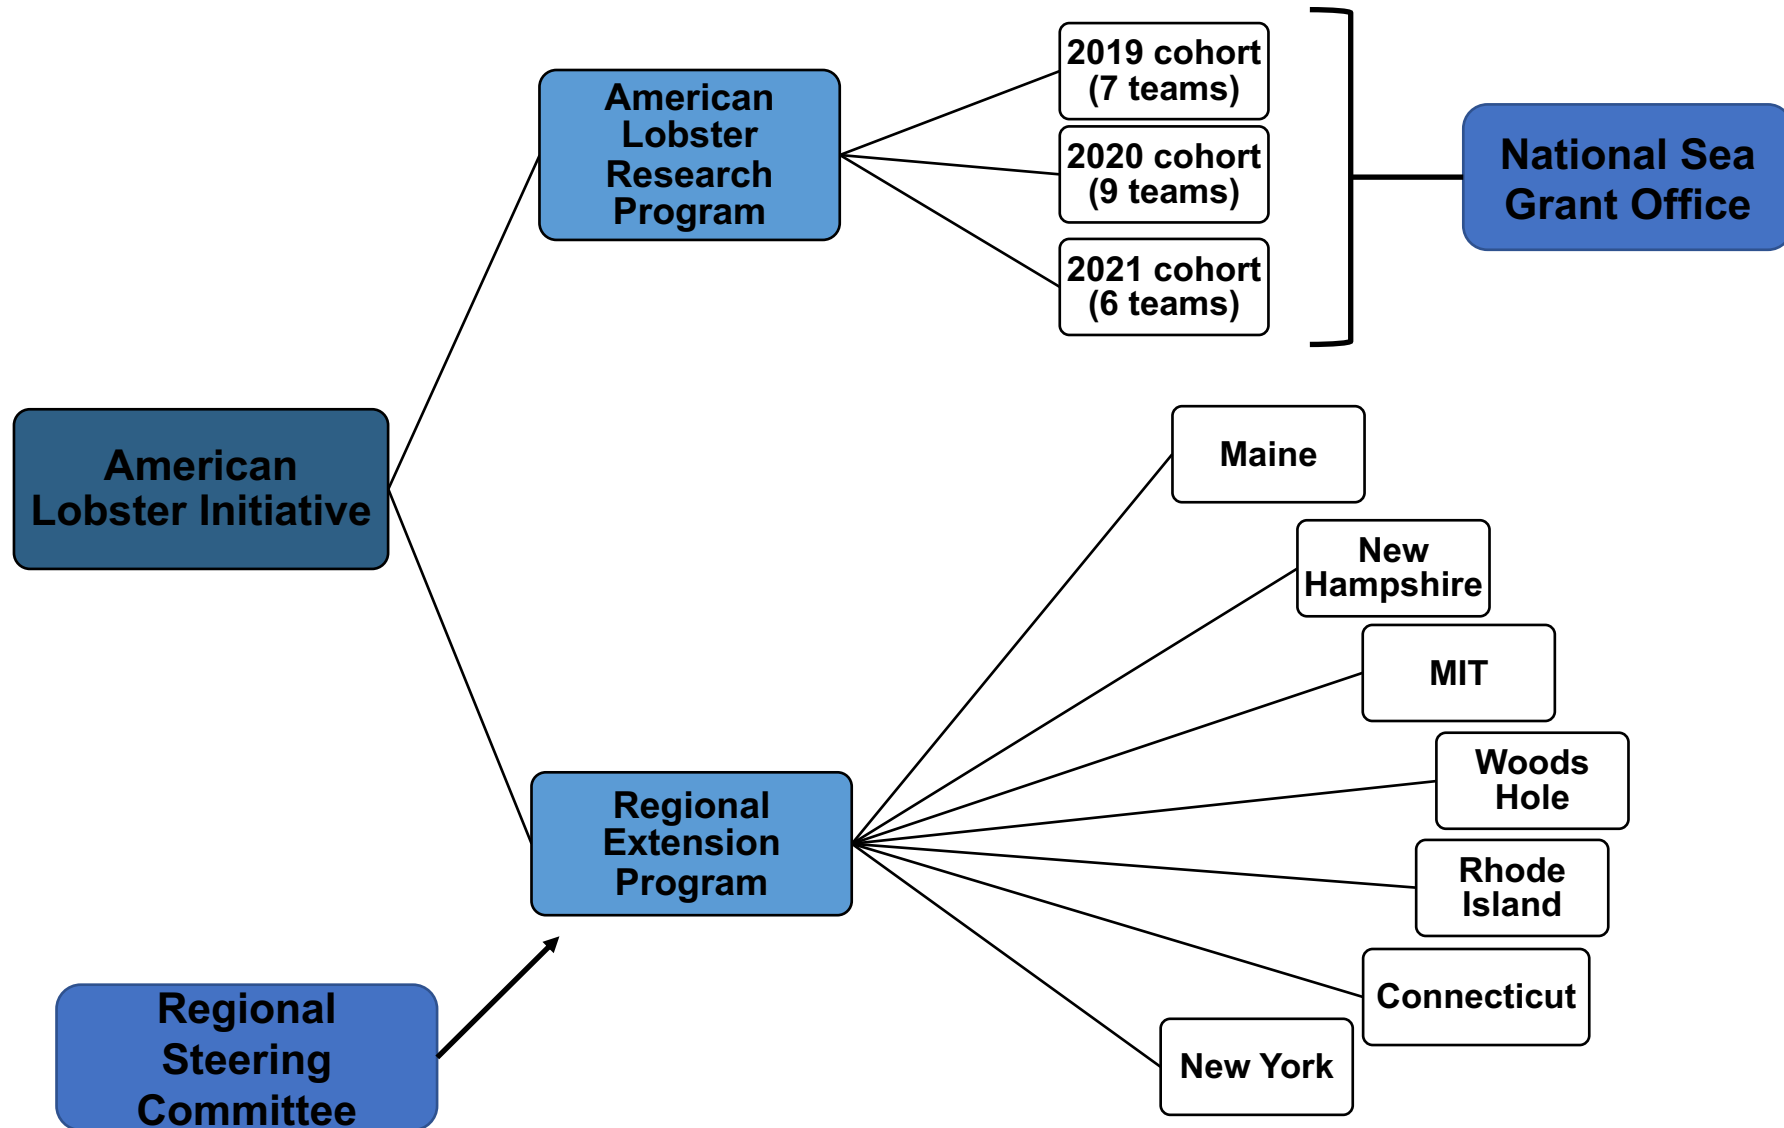 American
Lobster Initiative
American
Lobster
Research
Program
2019 cohort
(7 teams)
2020 cohort
(9 teams)
2021 cohort
(6 teams)
National Sea
Grant Office
Regional
Extension
Program
Maine
New
Hampshire
MIT
Woods
Hole
Rhode
Island
Connecticut
New York
Regional
Steering
Committee